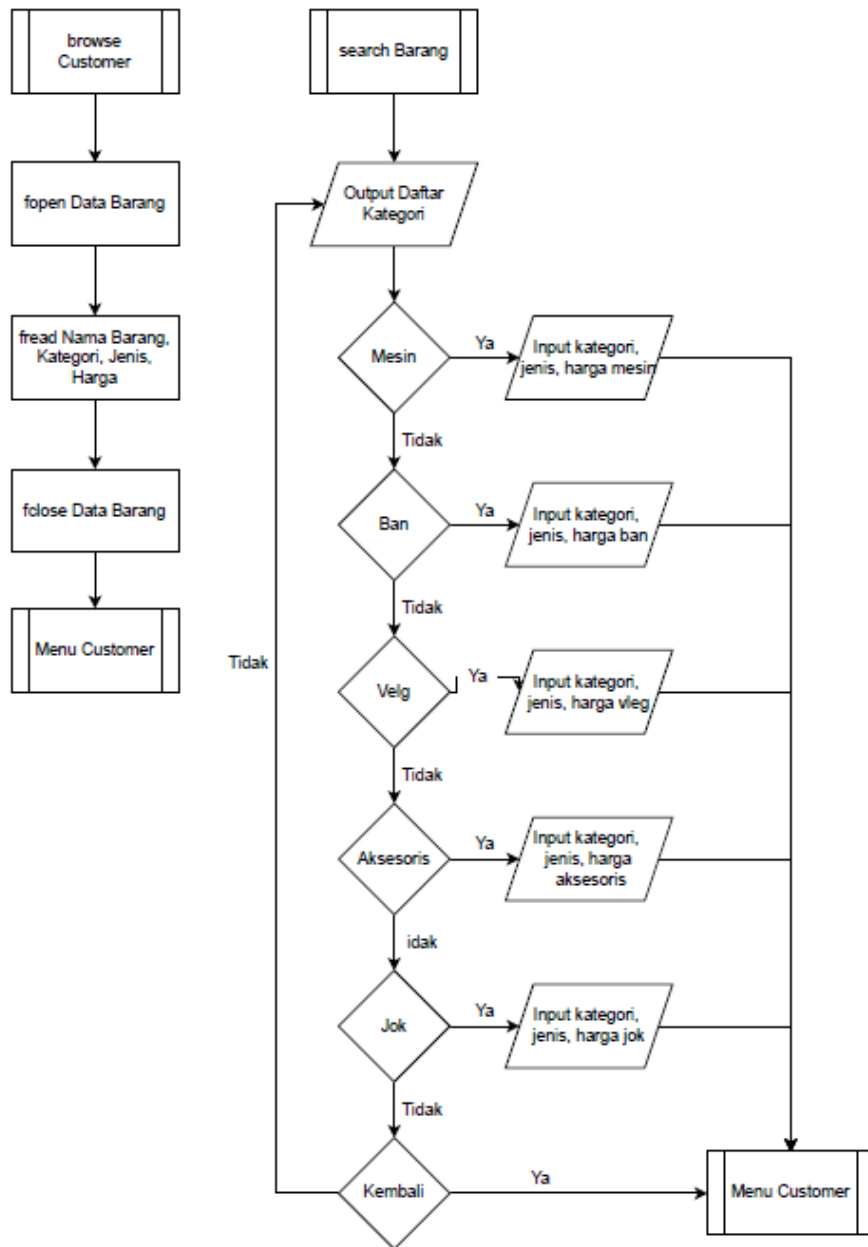 browse
Customer
fopen Data Barang
fread Nama Barang,
Kategori, Jenis,
Harga
fclose Data Barang
Menu Customer
search Barang
Output Daftar
Kategori
Mesin
Ya
Input kategori,
jenis, harga mesin
Tidak
Ban
Ya
Input kategori,
jenis, harga ban
Tidak
Velg
Ya
Input kategori,
jenis, harga vleg
Tidak
Aksesoris
Ya
Input kategori,
jenis, harga
aksesoris
idak
Jok
Ya
Input kategori,
jenis, harga jok
Tidak
Kembali
Ya
Menu Customer
Tidak